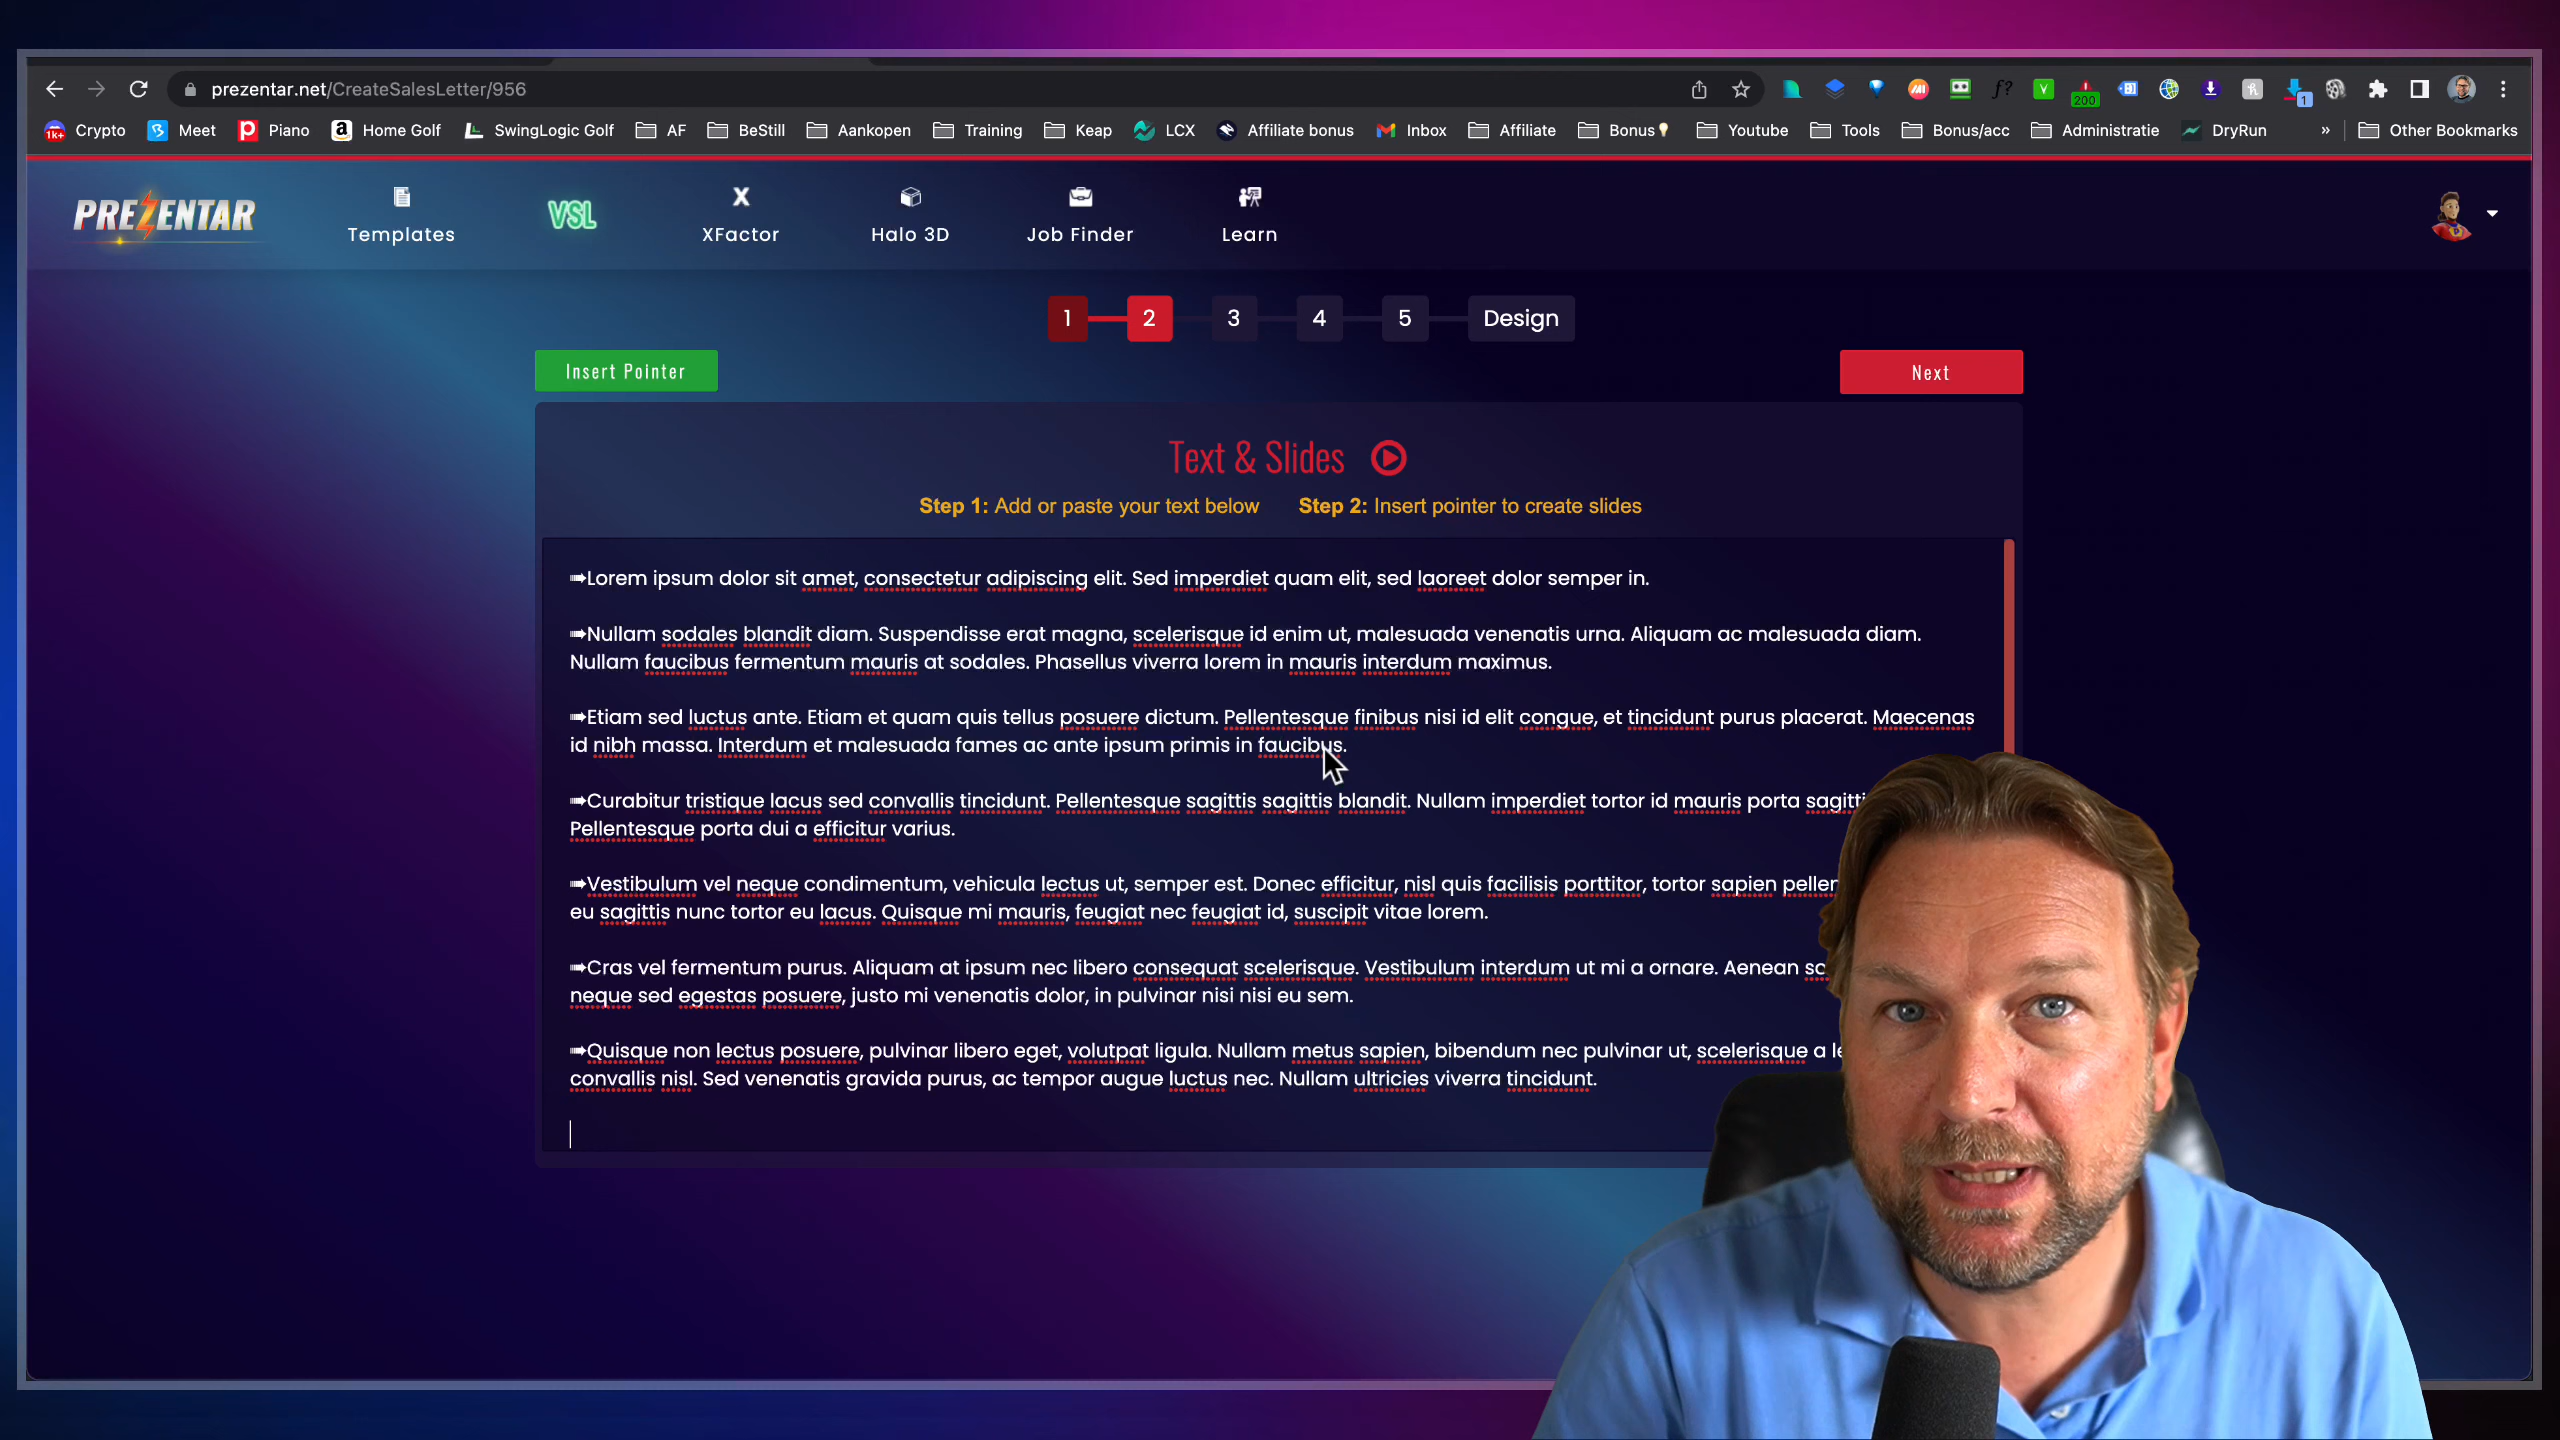 prezentar.net/CreateSalesLetter/956
200
1
1k+ Crypto Meet Piano Home Golf SwingLogic Golf AF BeStill Aankopen Training Keap LCX Affiliate bonus Inbox Affiliate Bonus Youtube Tools Bonus/acc Administratie DryRun » Other Bookmarks
PREZENTAR Templates VSL XFactor Halo 3D Job Finder Learn
1 2 3 4 5 Design
Insert Pointer Next
Text & Slides
Step 1: Add or paste your text below Step 2: Insert pointer to create slides
➠Lorem ipsum dolor sit amet, consectetur adipiscing elit. Sed imperdiet quam elit, sed laoreet dolor semper in.
➠Nullam sodales blandit diam. Suspendisse erat magna, scelerisque id enim ut, malesuada venenatis urna. Aliquam ac malesuada diam.
Nullam faucibus fermentum mauris at sodales. Phasellus viverra lorem in mauris interdum maximus.
➠Etiam sed luctus ante. Etiam et quam quis tellus posuere dictum. Pellentesque finibus nisi id elit congue, et tincidunt purus placerat. Maecenas
id nibh massa. Interdum et malesuada fames ac ante ipsum primis in faucibus.
➠Curabitur tristique lacus sed convallis tincidunt. Pellentesque sagittis sagittis blandit. Nullam imperdiet tortor id mauris porta
Pellentesque porta dui a efficitur varius.
➠Vestibulum vel neque condimentum, vehicula lectus ut, semper est. Donec efficitur, nisl quis facilisis porttitor, tortor sapien
eu sagittis nunc tortor eu lacus. Quisque mi mauris, feugiat nec feugiat id, suscipit vitae lorem.
➠Cras vel fermentum purus. Aliquam at ipsum nec libero consequat scelerisque. Vestibulum interdum ut mi a ornare. Aenean
neque sed egestas posuere, justo mi venenatis dolor, in pulvinar nisi nisi eu sem.
➠Quisque non lectus posuere, pulvinar libero eget, volutpat ligula. Nullam metus sapien, bibendum nec pulvinar ut, scelerisque a
convallis nisl. Sed venenatis gravida purus, ac tempor augue luctus nec. Nullam ultricies viverra tincidunt.